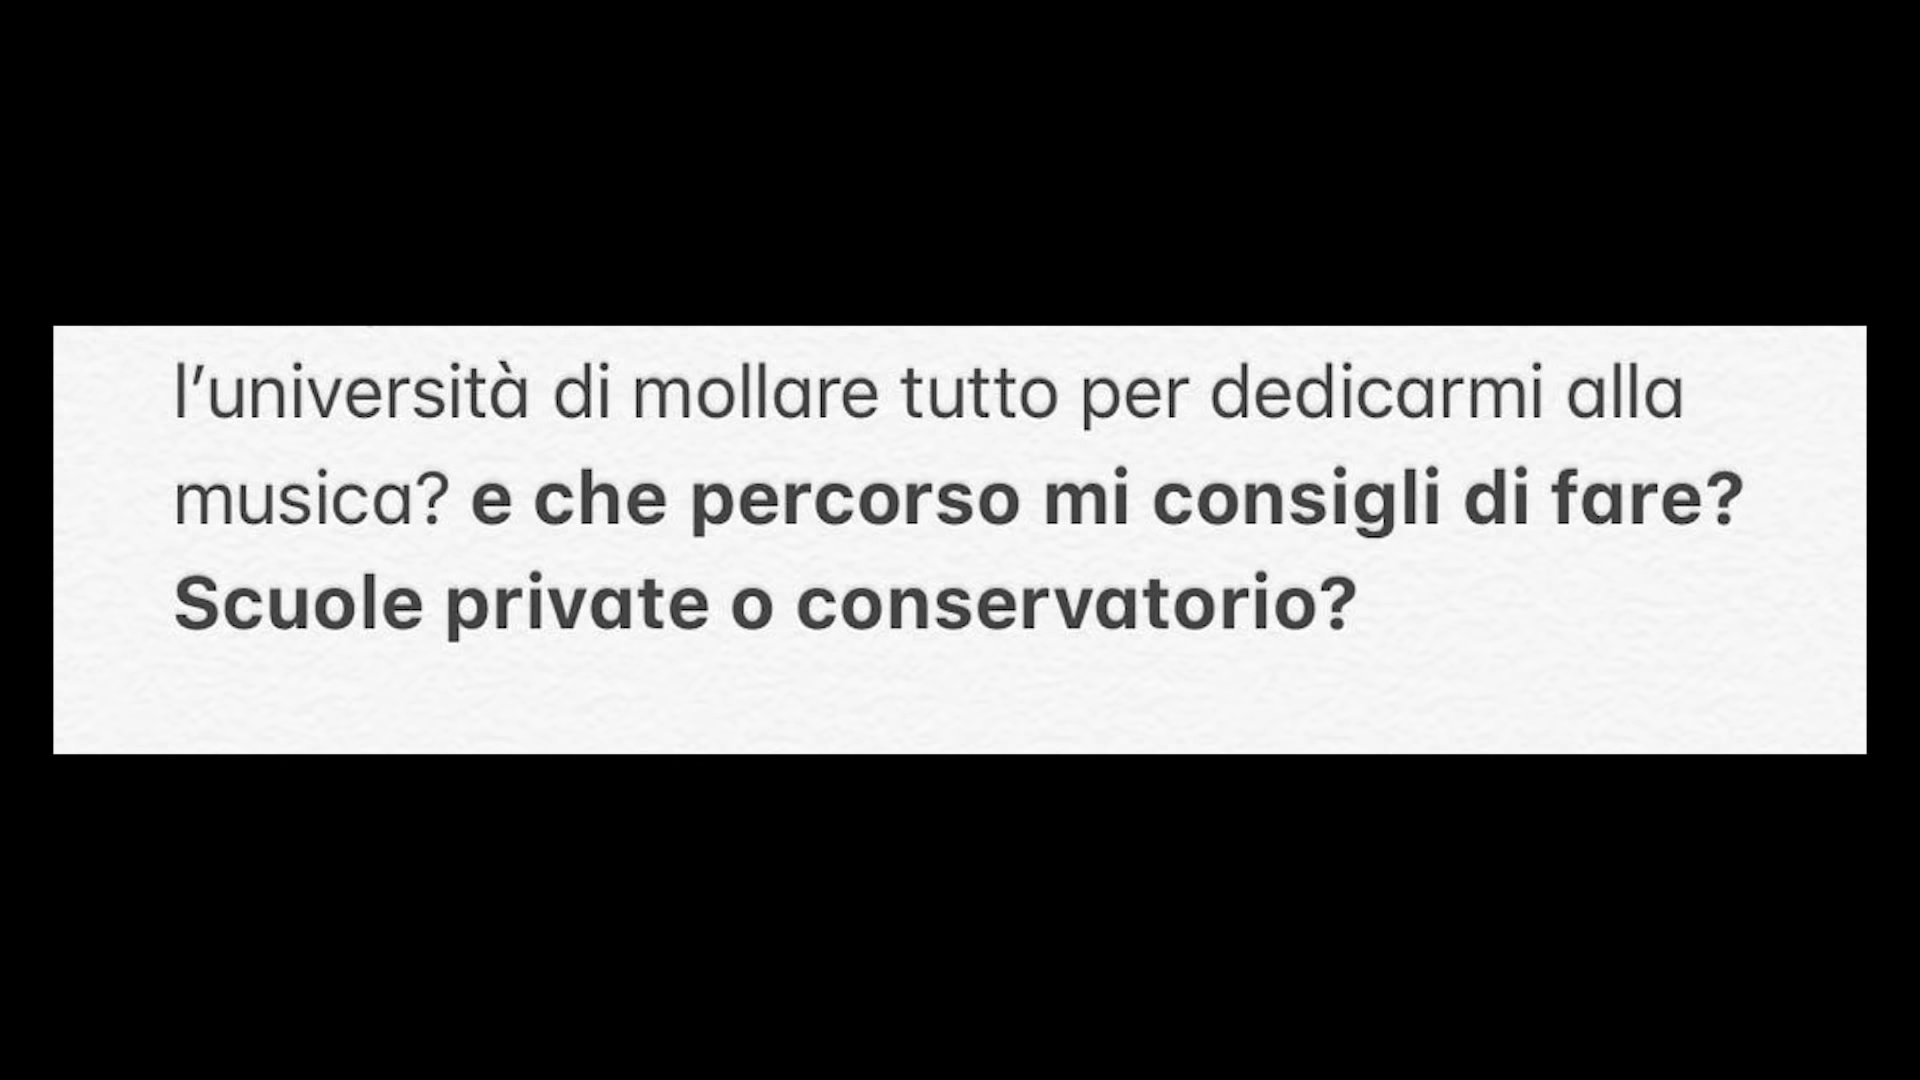 l’università di mollare tutto per dedicarmi alla
musica? e che percorso mi consigli di fare?
Scuole private o conservatorio?